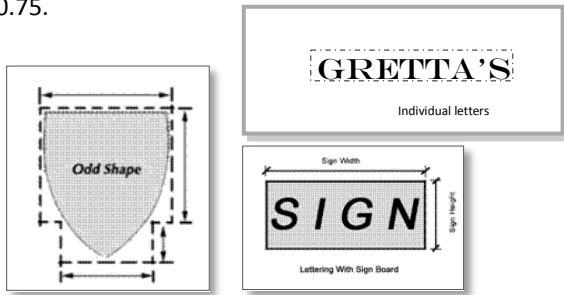 0.75.
GRETTA'S
Individual letters
Odd Shape
Sign Width
SIGN
Sign Height
Lettering With Sign Board